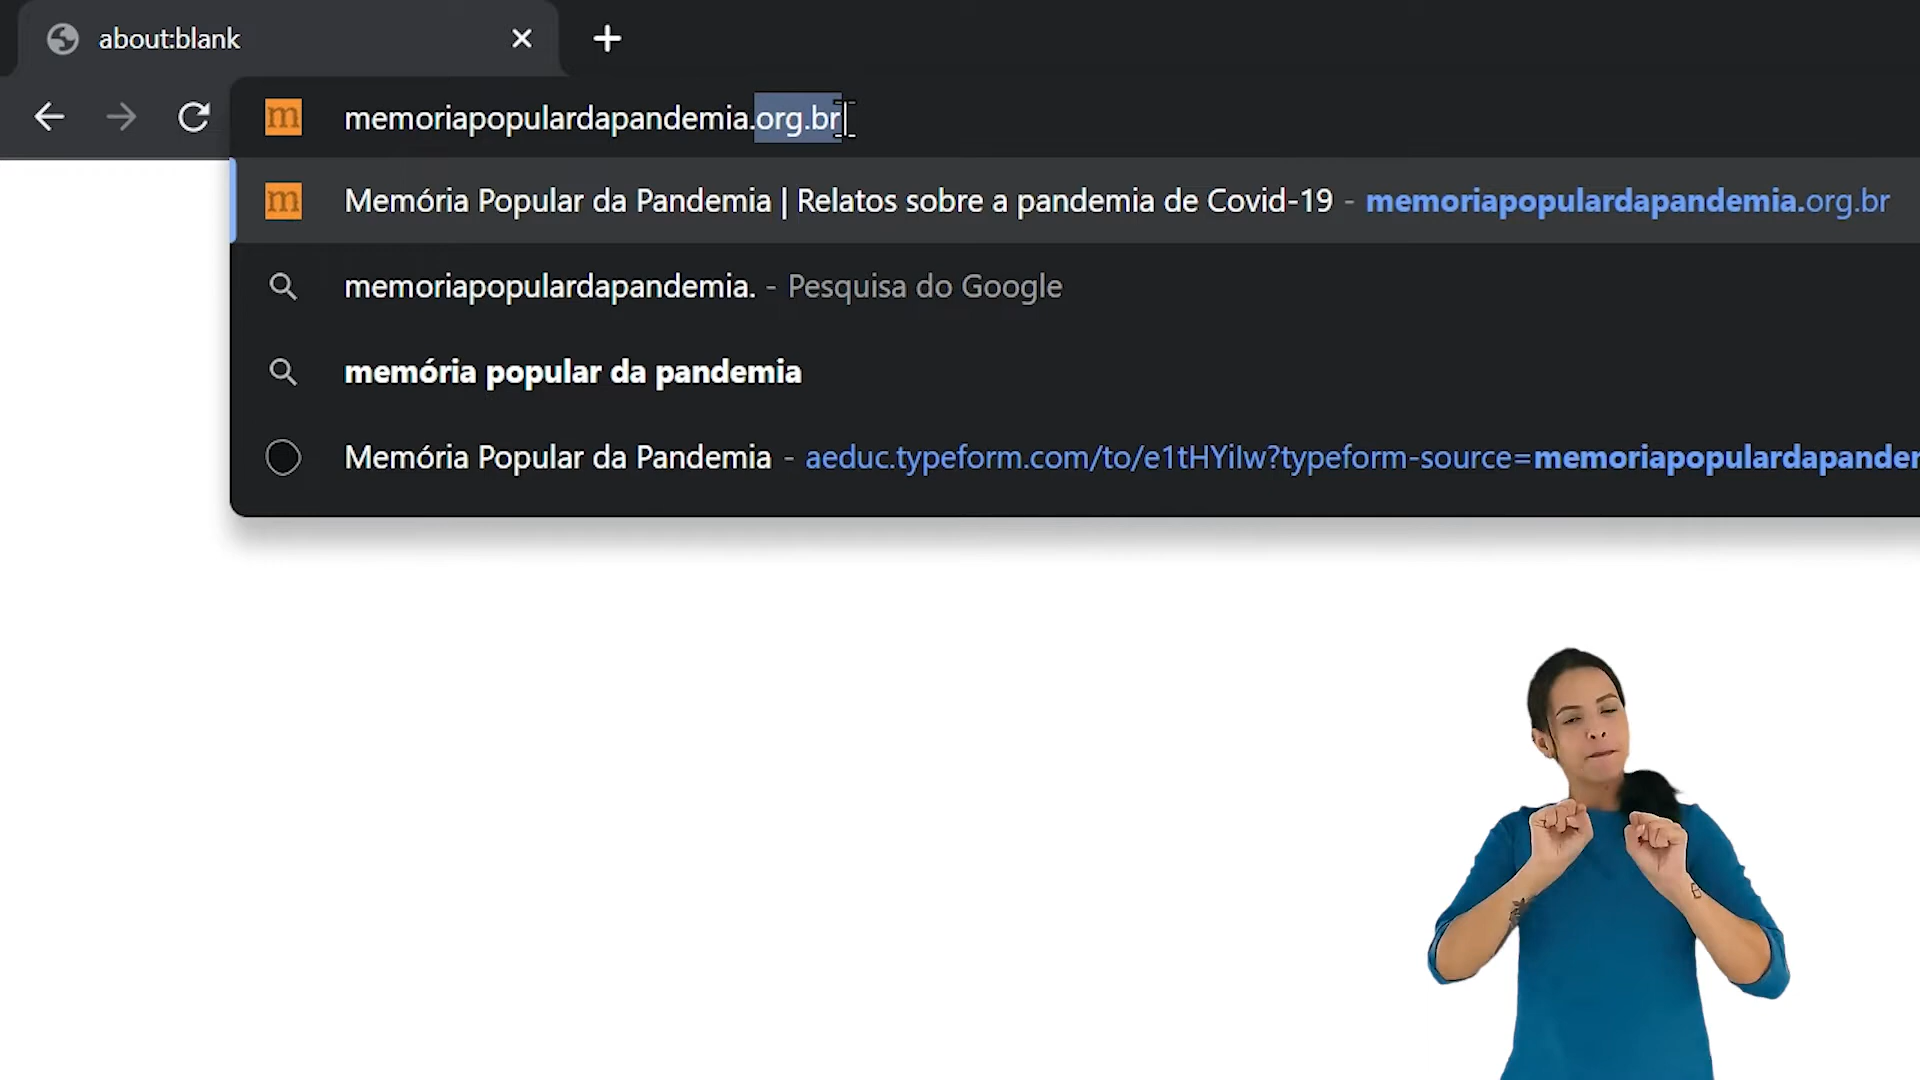 about:blank
m memoriapopulardapandemia.org.br
m Memória Popular da Pandemia | Relatos sobre a pandemia de Covid-19 - memoriapopulardapandemia.org.br
memoriapopulardapandemia. - Pesquisa do Google
memória popular da pandemia
Memória Popular da Pandemia - aeduc.typeform.com/to/e1tHYiIw?typeform-source=memoriapopulardapander